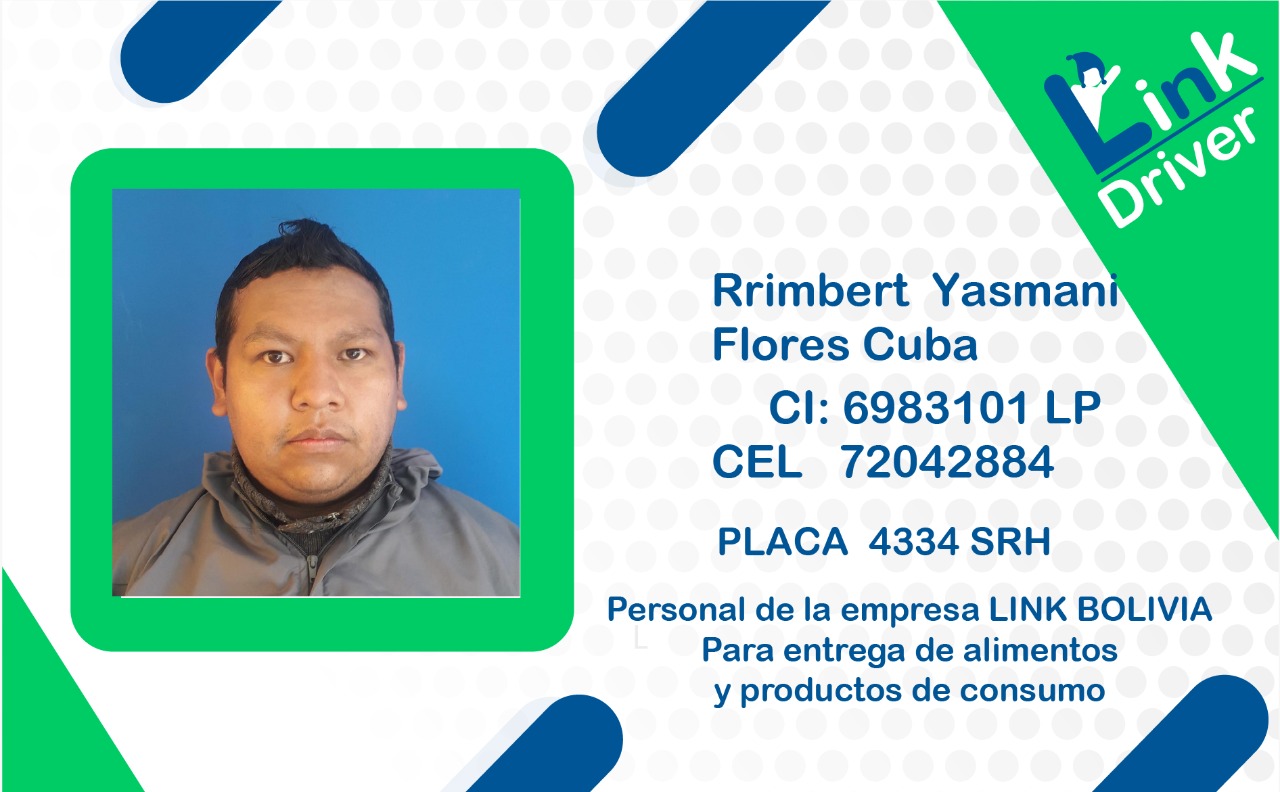 Link
Driver
Rrimbert Yasmani
Flores Cuba
CI: 6983101 LP
CEL 72042884
PLACA 4334 SRH
Personal de la empresa LINK BOLIVIA
L
Para entrega de alimentos
y productos de consumo